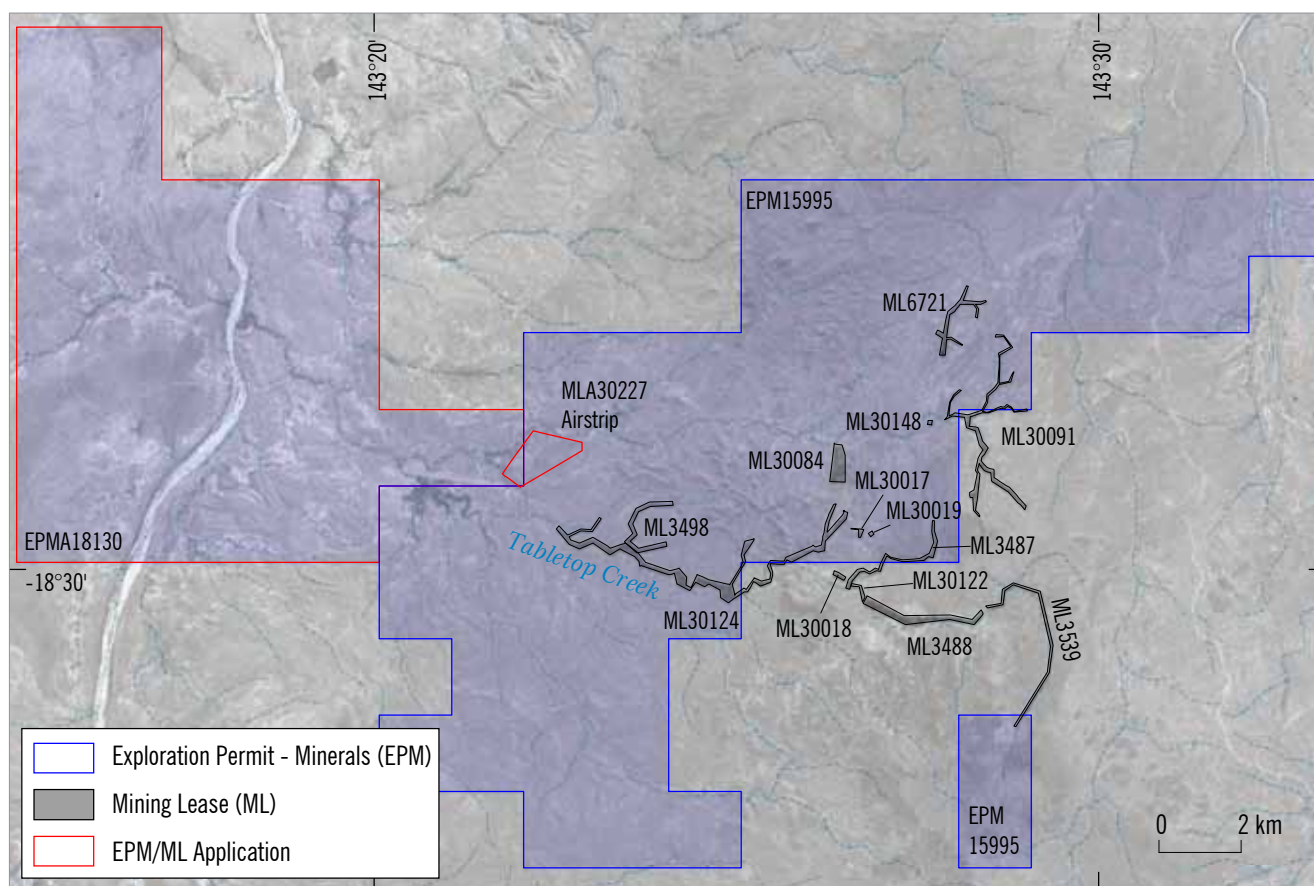 143°20'
143°30'
EPM15995
ML6721
MLA30227
Airstrip
ML30148
ML30091
ML30084
ML30017
ML30019
ML3498
ML3487
EPMA18130
Tabletop Creek
-18°30'
ML30122
ML30124
ML30018
ML3488
ML3539
Exploration Permit - Minerals (EPM)
Mining Lease (ML)
EPM/ML Application
EPM
15995
0 2 km